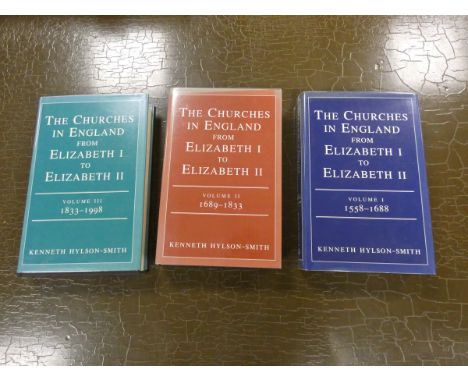 THE CHURCHES
IN ENGLAND
FROM
ELIZABETH I
TO
ELIZABETH II
VOLUME III
1833–1998
KENNETH HYLSON-SMITH
THE CHURCHES
IN ENGLAND
FROM
ELIZABETH I
TO
ELIZABETH II
VOLUME II
1689–1833
KENNETH HYLSON-SMITH
THE CHURCHES
IN ENGLAND
FROM
ELIZABETH I
TO
ELIZABETH II
VOLUME I
1558–1688
KENNETH HYLSON-SMITH